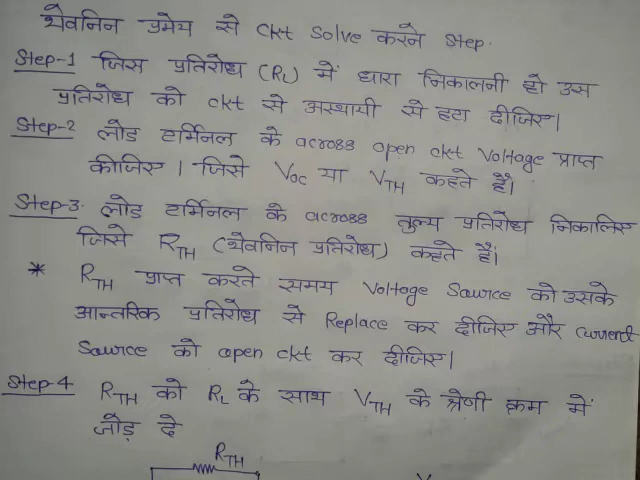 थेवनिन प्रमेय से ckt solve करने step.
Step-1 जिस प्रतिरोध (RL) में धारा निकालनी हो उस
प्रतिरोध को ckt से अस्थायी से हटा दीजिए।
Step-2 लोड टर्मिनल के across open ckt Voltage प्राप्त
कीजिए। जिसे VOC या VTH कहते हैं।
Step-3. लोड टर्मिनल के across तुल्य प्रतिरोध निकालिए
जिसे RTH (थेवनिन प्रतिरोध) कहते हैं।
* RTH प्राप्त करते समय Voltage Source को उसके
आन्तरिक प्रतिरोध से Replace कर दीजिए और Current
Source को open ckt कर दीजिए।
Step-4 RTH को RL के साथ VTH के श्रेणी क्रम में
जोड़ दे
RTH